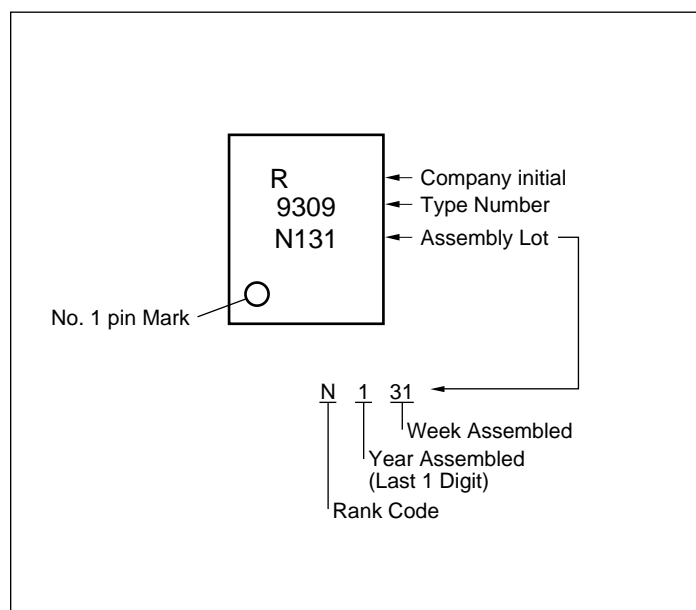 R
9309
N131
Company initial
Type Number
Assembly Lot
No. 1 pin Mark
N 1 31
Week Assembled
Year Assembled
(Last 1 Digit)
Rank Code